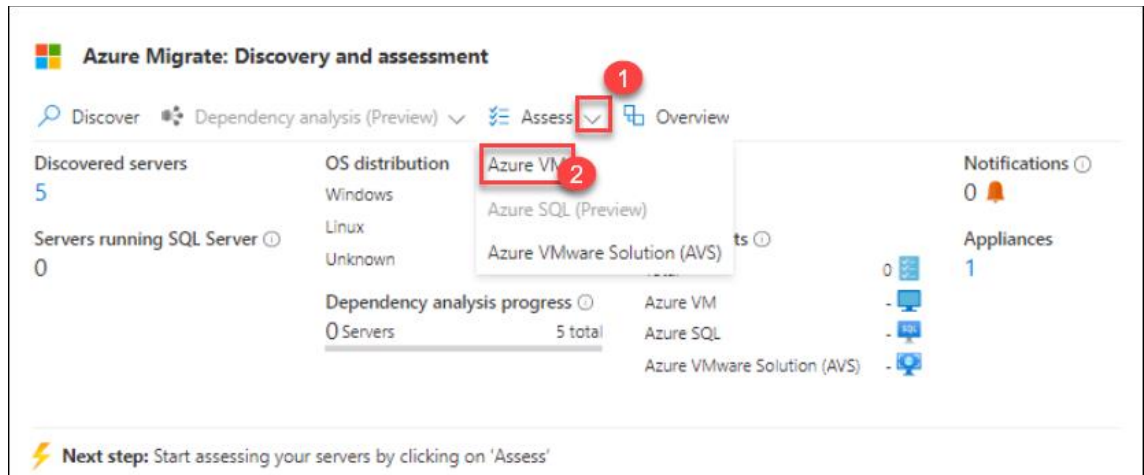 Azure Migrate: Discovery and assessment
1
Discover Dependency analysis (Preview) Assess Overview
Discovered servers
5
Servers running SQL Server
0
OS distribution
Windows
Linux
Unknown
Dependency analysis progress
0 Servers 5 total
Azure VM
2
Azure SQL (Preview)
Azure VMware Solution (AVS)
ts
0
Azure VM -
Azure SQL - SQL
Azure VMware Solution (AVS) -
Notifications
0
Appliances
1
Next step: Start assessing your servers by clicking on 'Assess'